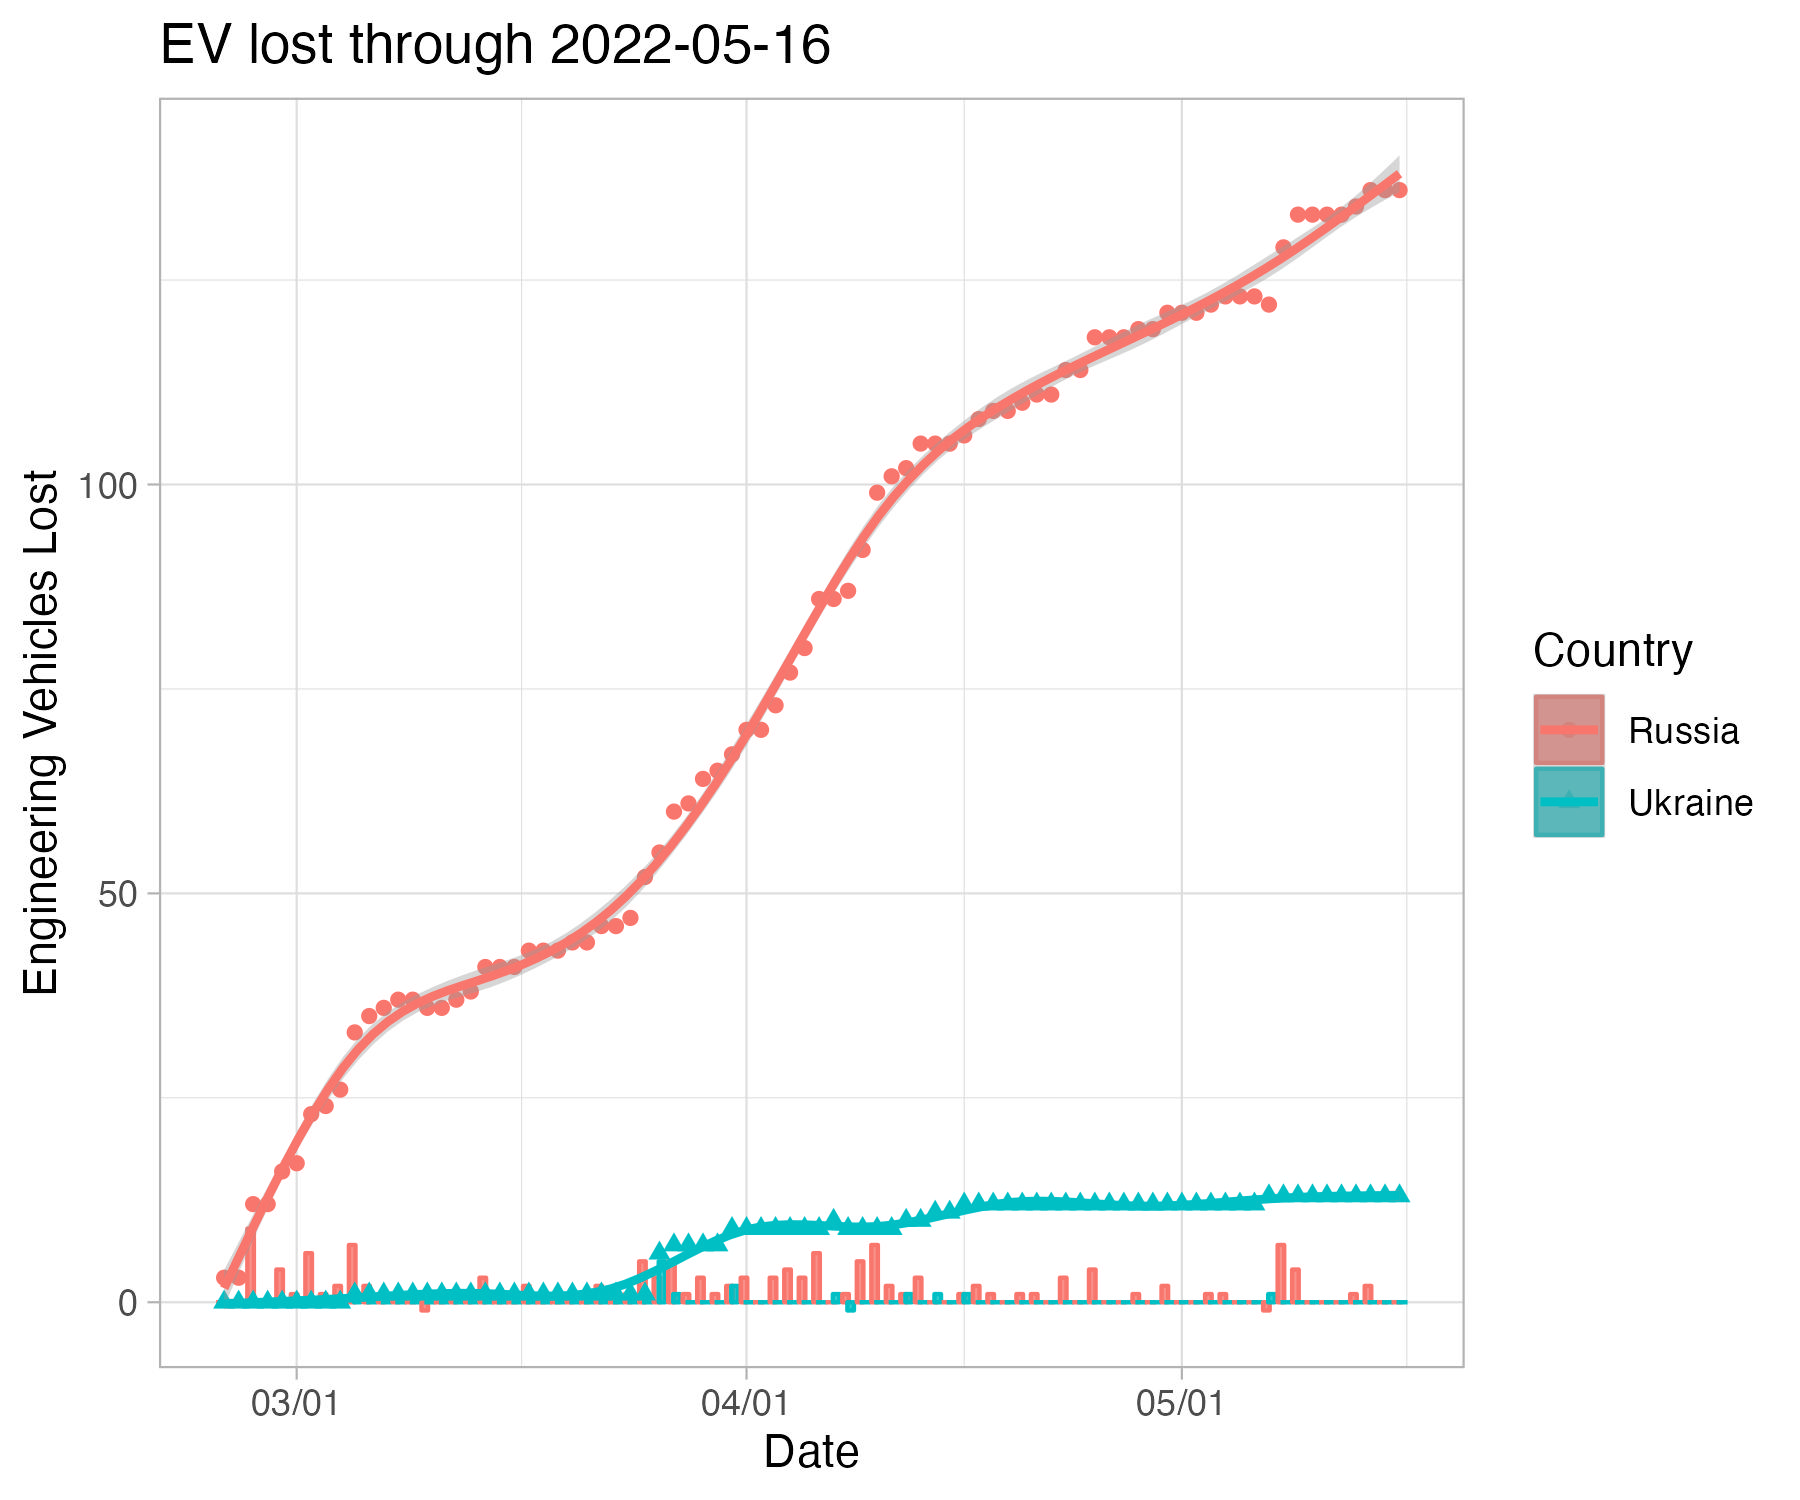 EV lost through 2022-05-16
Engineering Vehicles Lost
100
50
0
03/01
04/01
05/01
Date
Country
Russia
Ukraine